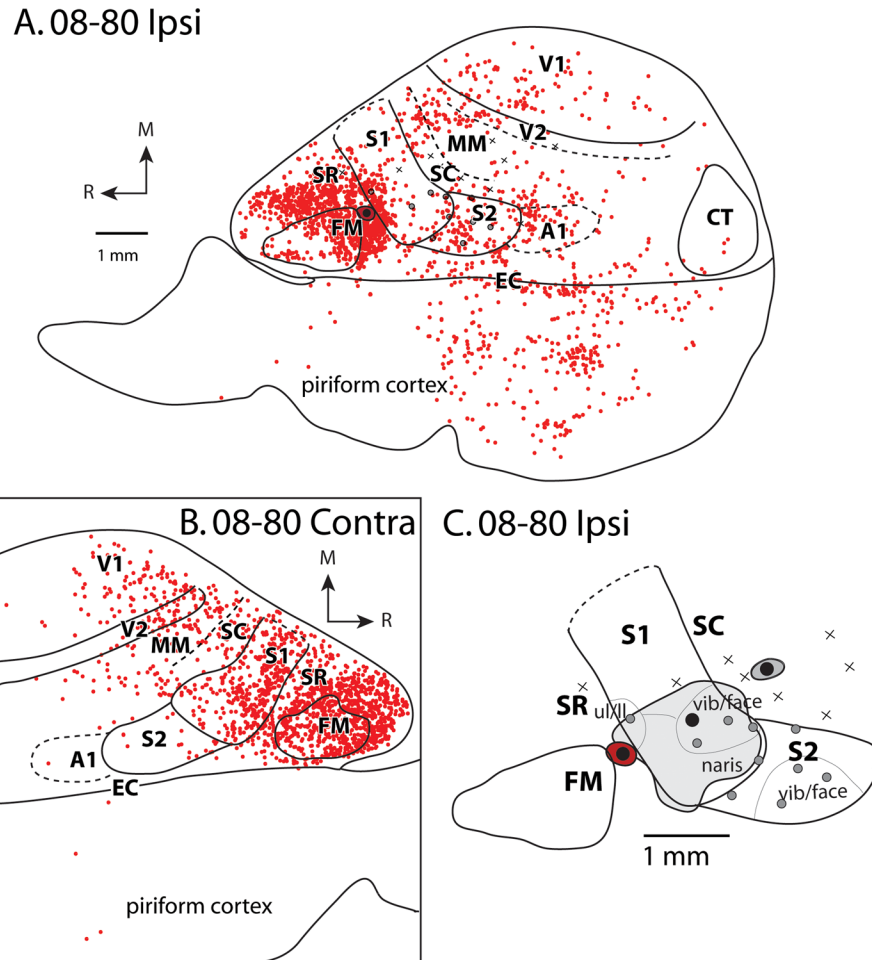 A. 08-80 Ipsi
V1
M
S1
MM
V2
R
SR
SC
S2
FM
A1
CT
1 mm
EC
piriform cortex
B. 08-80 Contra
C. 08-80 Ipsi
M
V1
R
V2
SC
MM
S1
SR
FM
S2
A1
EC
piriform cortex
S1
SC
SR
ul/ll
vib/face
S2
naris
FM
vib/face
1 mm